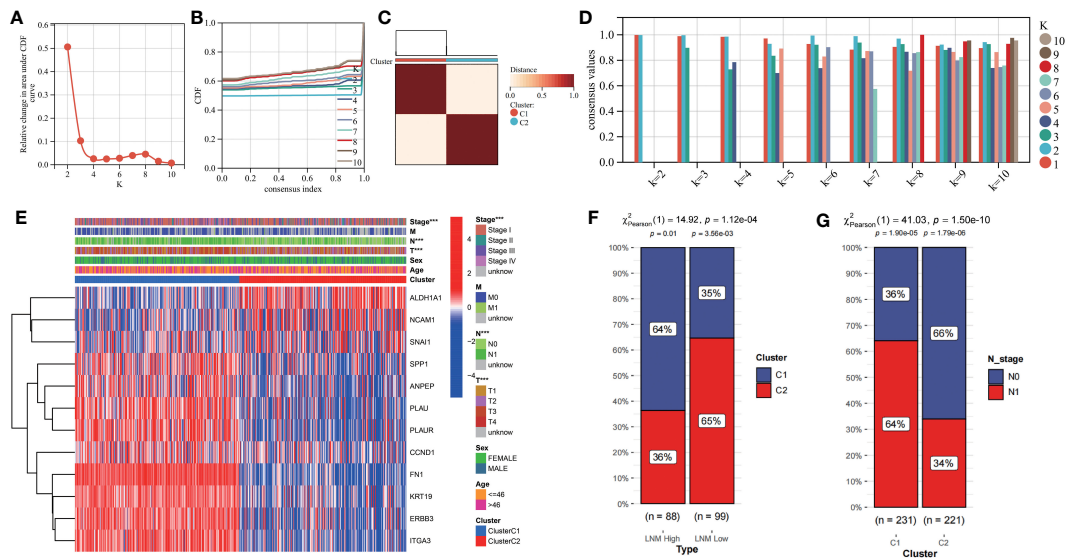 A
Relative change in area under CDF
curve
0.6
0.5
0.4
0.3
0.2
0.1
0.0
2
4
6
8
10
K
B
CDF
1.0
0.8
0.6
0.4
0.2
0.0
K
2
3
4
5
6
7
8
9
10
0.0
0.2
0.4
0.6
0.8
1.0
consensus index
C
Cluster
Distance
0.0
0.5
1.0
Cluster:
C1
C2
D
consensus values
1.0
0.8
0.6
0.4
0.2
0.0
k=2
k=3
k=4
k=5
k=6
k=7
k=8
k=9
k=10
K
10
9
8
7
6
5
4
3
2
1
E
Stage***
M
N***
T***
Sex
Age
Cluster
ALDH1A1
NCAM1
SNAI1
SPP1
ANPEP
PLAU
PLAUR
CCND1
FN1
KRT19
ERBB3
ITGA3
4
2
0
−2
−4
Stage***
Stage I
Stage II
Stage III
Stage IV
unknow
M
M0
M1
unknow
N***
N0
N1
unknow
T***
T1
T2
T3
T4
unknow
Sex
FEMALE
MALE
Age
<=46
>46
Cluster
ClusterC1
ClusterC2
F
χ²Pearson (1) = 14.92, p = 1.12e-04
p = 0.01
p = 3.56e-03
100%
90%
80%
70%
60%
50%
40%
30%
20%
10%
0%
64%
36%
35%
65%
(n = 88)
(n = 99)
LNM High
LNM Low
Type
Cluster
C1
C2
G
χ²Pearson (1) = 41.03, p = 1.50e-10
p = 1.90e-05
p = 1.79e-06
100%
90%
80%
70%
60%
50%
40%
30%
20%
10%
0%
36%
64%
66%
34%
(n = 231)
(n = 221)
C1
C2
Cluster
N_stage
N0
N1